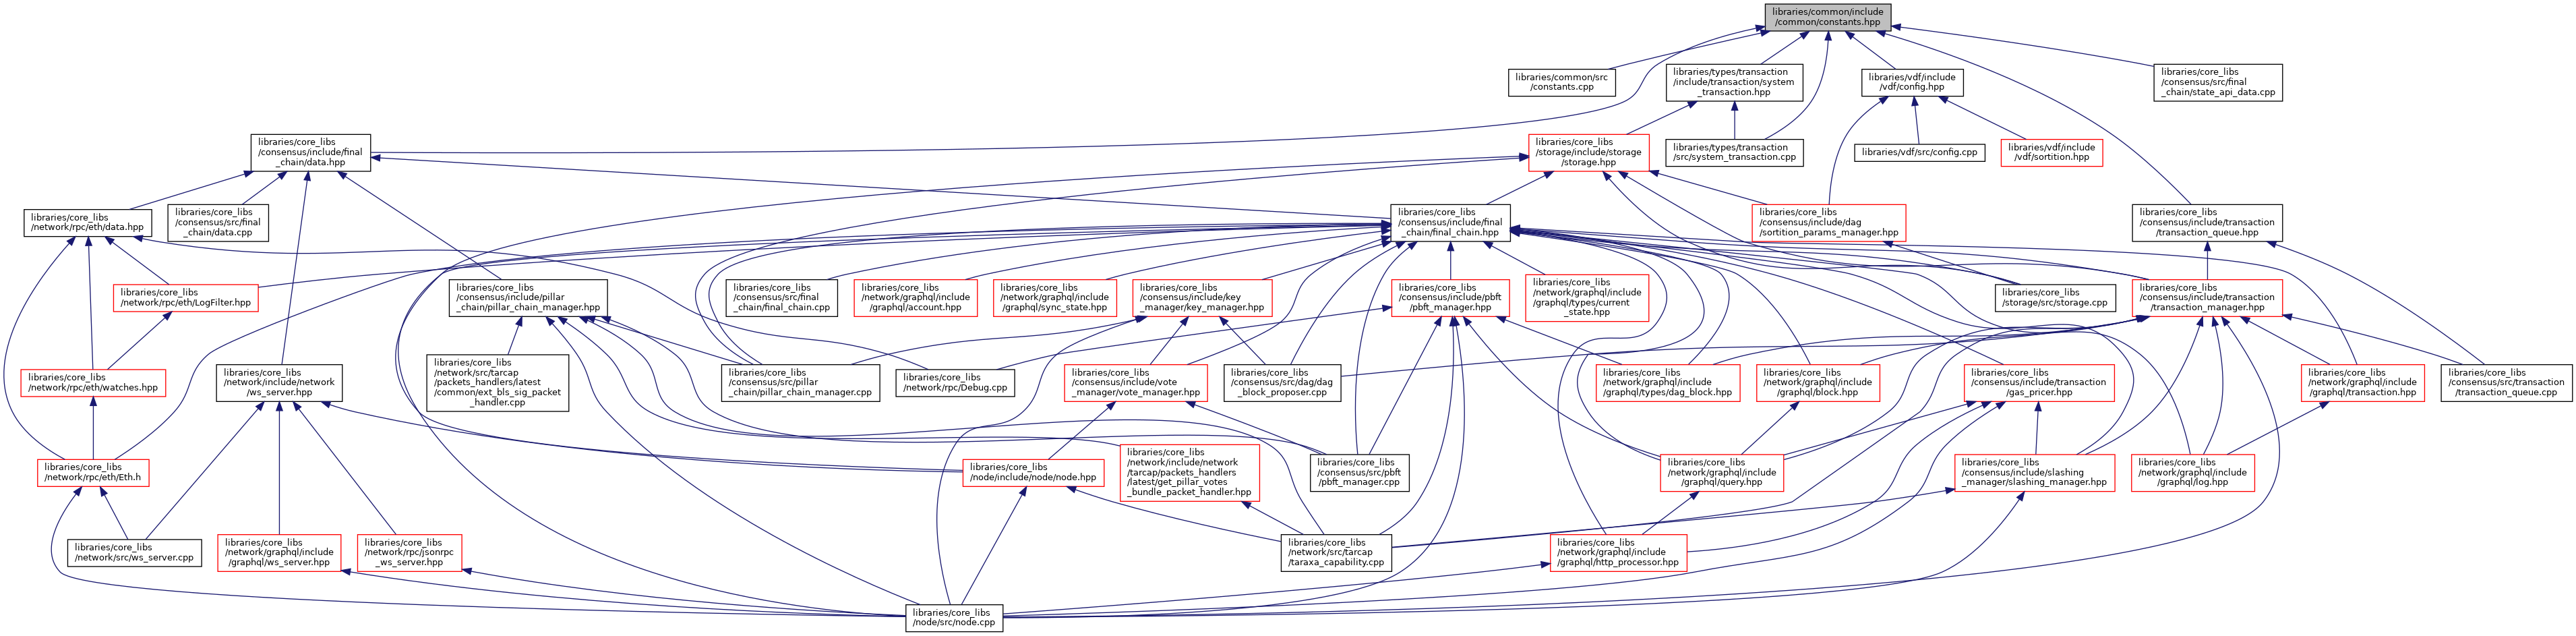 libraries/common/include
/common/constants.hpp
libraries/common/src
/constants.cpp
libraries/types/transaction
/include/transaction/system
_transaction.hpp
libraries/vdf/include
/vdf/config.hpp
libraries/core_libs
/consensus/src/final
_chain/state_api_data.cpp
libraries/core_libs
/consensus/include/final
_chain/data.hpp
libraries/core_libs
/storage/include/storage
/storage.hpp
libraries/types/transaction
/src/system_transaction.cpp
libraries/vdf/src/config.cpp
libraries/vdf/include
/vdf/sortition.hpp
libraries/core_libs
/network/rpc/eth/data.hpp
libraries/core_libs
/consensus/src/final
_chain/data.cpp
libraries/core_libs
/consensus/include/final
_chain/final_chain.hpp
libraries/core_libs
/consensus/include/dag
/sortition_params_manager.hpp
libraries/core_libs
/consensus/include/transaction
/transaction_queue.hpp
libraries/core_libs
/network/rpc/eth/LogFilter.hpp
libraries/core_libs
/consensus/include/pillar
_chain/pillar_chain_manager.hpp
libraries/core_libs
/consensus/src/final
_chain/final_chain.cpp
libraries/core_libs
/network/graphql/include
/graphql/account.hpp
libraries/core_libs
/network/graphql/include
/graphql/sync_state.hpp
libraries/core_libs
/consensus/include/key
_manager/key_manager.hpp
libraries/core_libs
/consensus/include/pbft
/pbft_manager.hpp
libraries/core_libs
/network/graphql/include
/graphql/types/current
_state.hpp
libraries/core_libs
/storage/src/storage.cpp
libraries/core_libs
/consensus/include/transaction
/transaction_manager.hpp
libraries/core_libs
/network/rpc/eth/watches.hpp
libraries/core_libs
/network/include/network
/ws_server.hpp
libraries/core_libs
/network/src/tarcap
/packets_handlers/latest
/common/ext_bls_sig_packet
_handler.cpp
libraries/core_libs
/consensus/src/pillar
_chain/pillar_chain_manager.cpp
libraries/core_libs
/network/rpc/Debug.cpp
libraries/core_libs
/consensus/include/vote
_manager/vote_manager.hpp
libraries/core_libs
/consensus/src/dag/dag
_block_proposer.cpp
libraries/core_libs
/network/graphql/include
/graphql/types/dag_block.hpp
libraries/core_libs
/network/graphql/include
/graphql/block.hpp
libraries/core_libs
/consensus/include/transaction
/gas_pricer.hpp
libraries/core_libs
/network/graphql/include
/graphql/transaction.hpp
libraries/core_libs
/consensus/src/transaction
/transaction_queue.cpp
libraries/core_libs
/network/rpc/eth/Eth.h
libraries/core_libs
/node/include/node/node.hpp
libraries/core_libs
/network/include/network
/tarcap/packets_handlers
/latest/get_pillar_votes
_bundle_packet_handler.hpp
libraries/core_libs
/consensus/src/pbft
/pbft_manager.cpp
libraries/core_libs
/network/graphql/include
/graphql/query.hpp
libraries/core_libs
/consensus/include/slashing
_manager/slashing_manager.hpp
libraries/core_libs
/network/graphql/include
/graphql/log.hpp
libraries/core_libs
/network/src/ws_server.cpp
libraries/core_libs
/network/graphql/include
/graphql/ws_server.hpp
libraries/core_libs
/network/rpc/jsonrpc
_ws_server.hpp
libraries/core_libs
/network/src/tarcap
/taraxa_capability.cpp
libraries/core_libs
/network/graphql/include
/graphql/http_processor.hpp
libraries/core_libs
/node/src/node.cpp